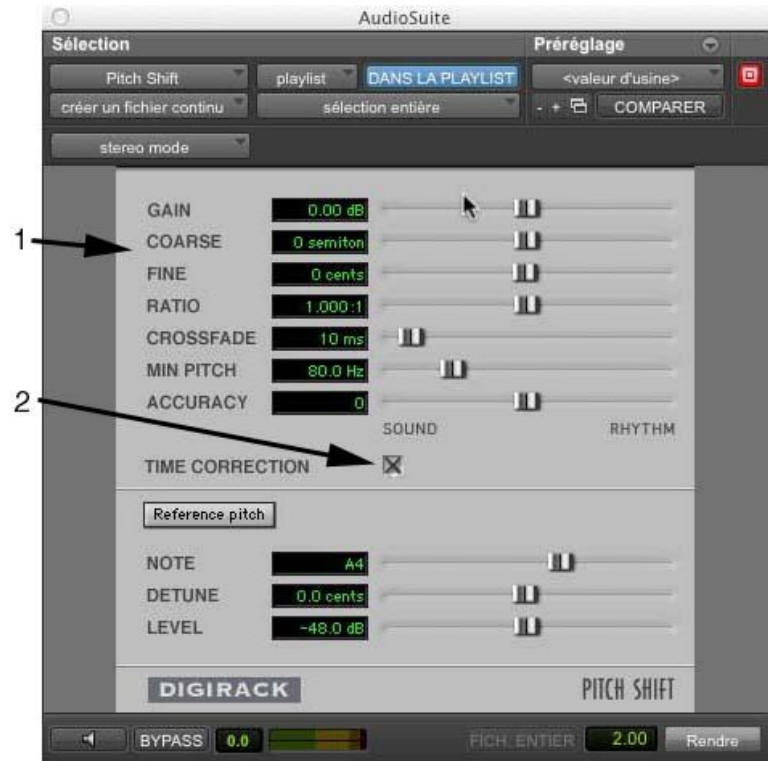 AudioSuite
Sélection
Préréglage
Pitch Shift
playlist
DANS LA PLAYLIST
<valeur d'usine>
créer un fichier continu
sélection entière
- +
COMPARER
stereo mode
GAIN 0.00 dB
1
COARSE 0 semiton
FINE 0 cents
RATIO 1.000:1
CROSSFADE 10 ms
MIN PITCH 80.0 Hz
2
ACCURACY 0
SOUND RHYTHM
TIME CORRECTION
Reference pitch
NOTE A4
DETUNE 0.0 cents
LEVEL -48.0 dB
DIGIRACK PITCH SHIFT
BYPASS 0.0 FICH. ENTIER 2.00 Rendre